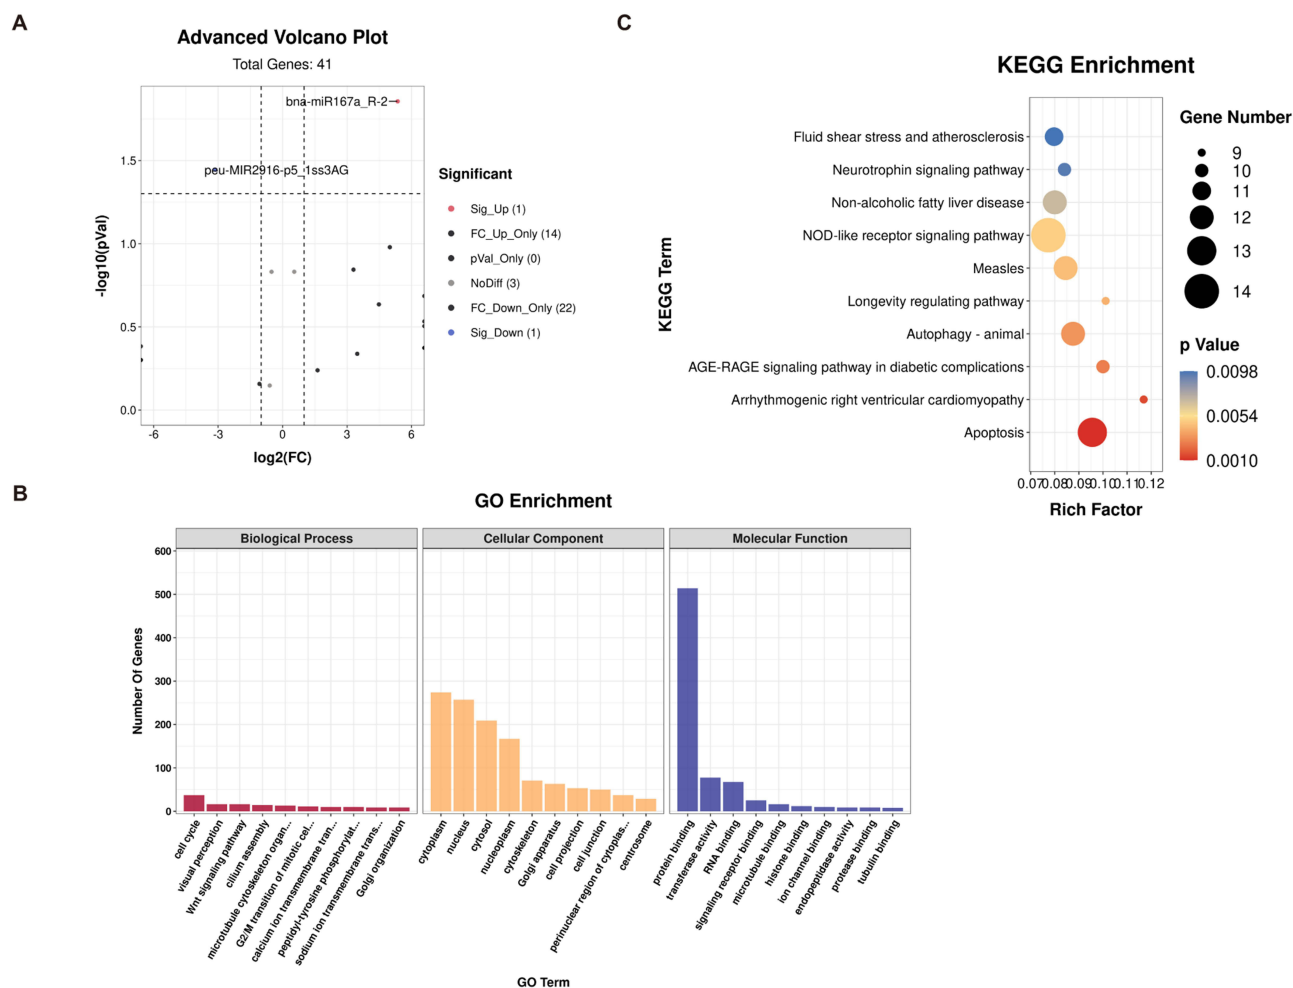 A
Advanced Volcano Plot
Total Genes: 41
bna-miR167a_R-2
peu-MIR2916-p5_1ss3AG
1.5
1.0
0.5
0.0
-log10(pVal)
-6 -3 0 3 6
log2(FC)
Significant
Sig_Up (1)
FC_Up_Only (14)
pVal_Only (0)
NoDiff (3)
FC_Down_Only (22)
Sig_Down (1)
C
KEGG Enrichment
KEGG Term
Fluid shear stress and atherosclerosis
Neurotrophin signaling pathway
Non-alcoholic fatty liver disease
NOD-like receptor signaling pathway
Measles
Longevity regulating pathway
Autophagy - animal
AGE-RAGE signaling pathway in diabetic complications
Arrhythmogenic right ventricular cardiomyopathy
Apoptosis
0.07 0.08 0.09 0.10 0.11 0.12
Rich Factor
Gene Number
9
10
11
12
13
14
p Value
0.0098
0.0054
0.0010
B
GO Enrichment
Biological Process
Cellular Component
Molecular Function
600
500
400
300
200
100
0
Number Of Genes
cell cycle
visual perception
Wnt signaling pathway
cilium assembly
microtubule cytoskeleton organ...
G2/M transition of mitotic cel...
calcium ion transmembrane tran...
peptidyl-tyrosine phosphorylat...
sodium ion transmembrane trans...
Golgi organization
cytoplasm
nucleus
cytosol
nucleoplasm
cytoskeleton
Golgi apparatus
cell projection
cell junction
perinuclear region of cytoplas...
centrosome
protein binding
transferase activity
RNA binding
signaling receptor binding
microtubule binding
histone binding
ion channel binding
endopeptidase activity
protease binding
tubulin binding
GO Term